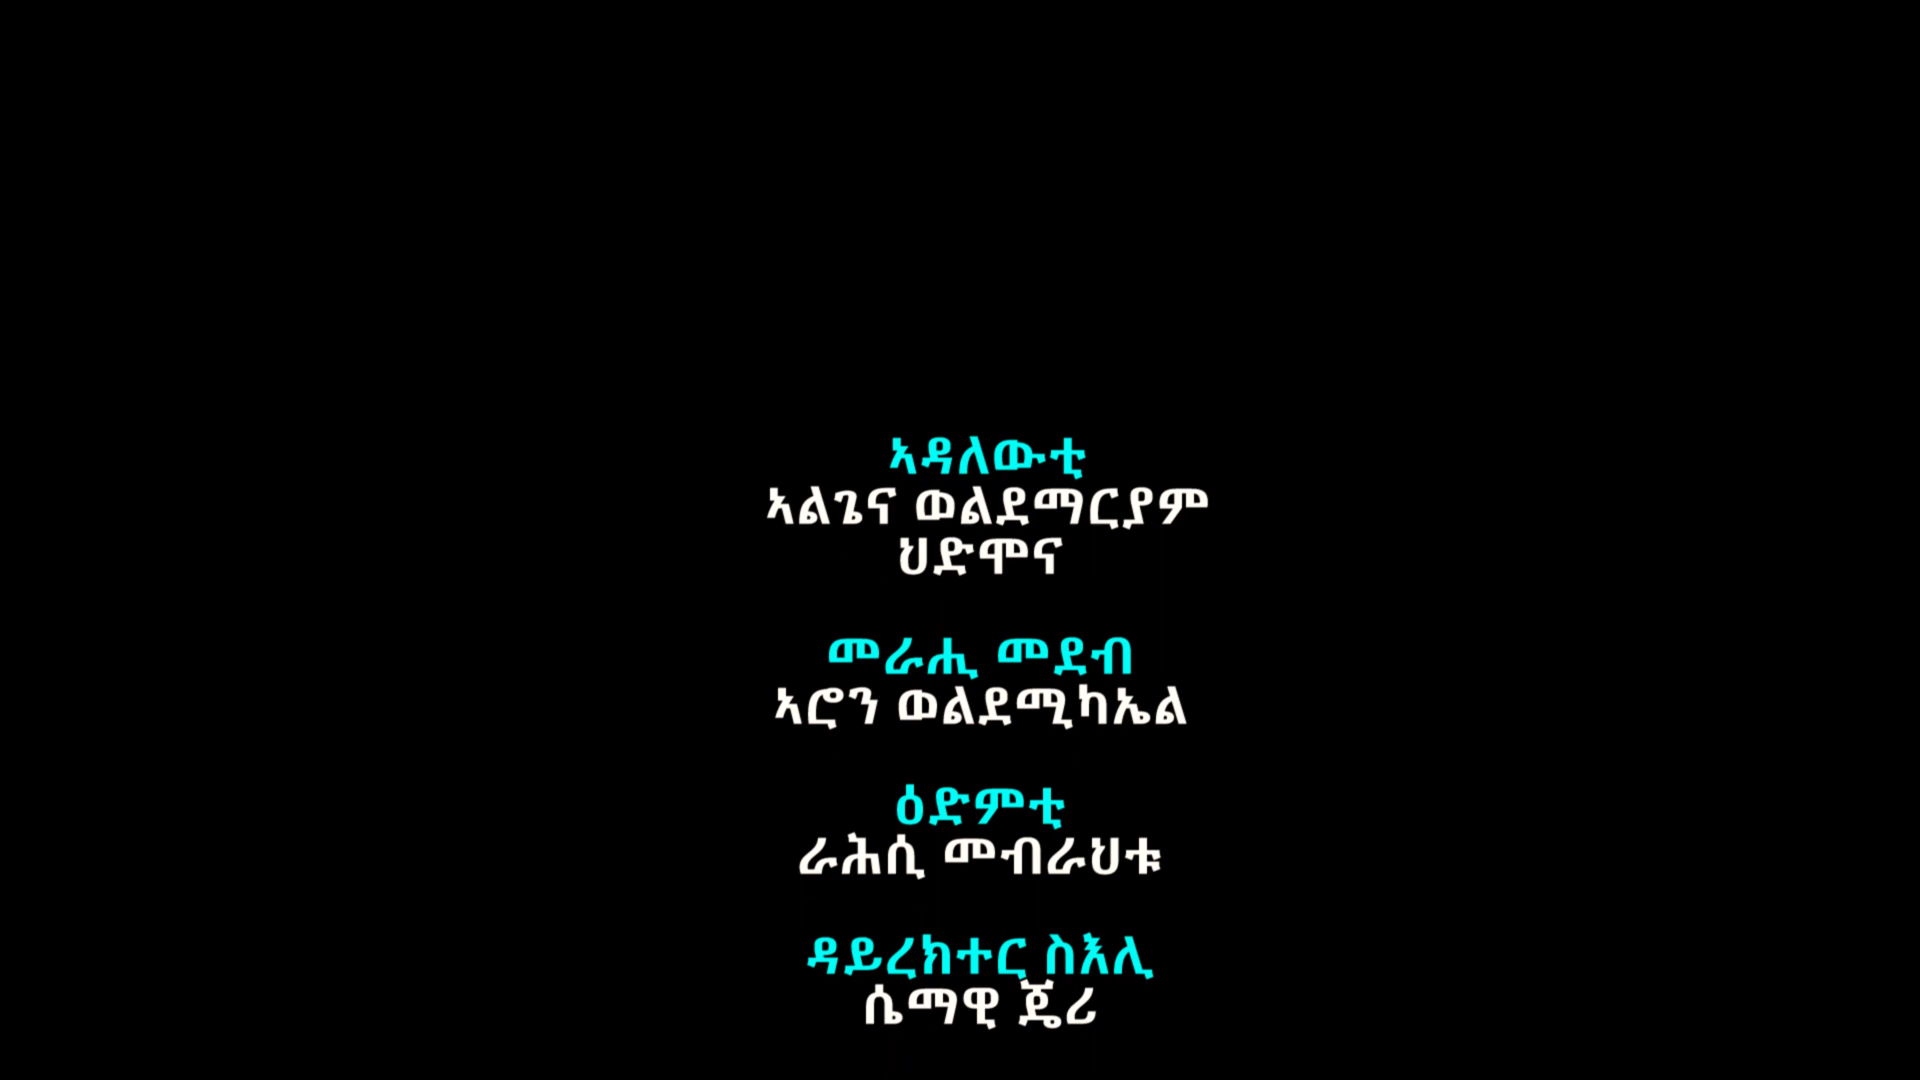 ኣዳለውቲ
ኣልጌና ወልደማርያም
ህድሞና
መራሒ መደብ
ኣሮን ወልደሚካኤል
ዕድምቲ
ራሕሲ መብራህቱ
ዳይረክተር ስእሊ
ሴማዊ ጄሪ